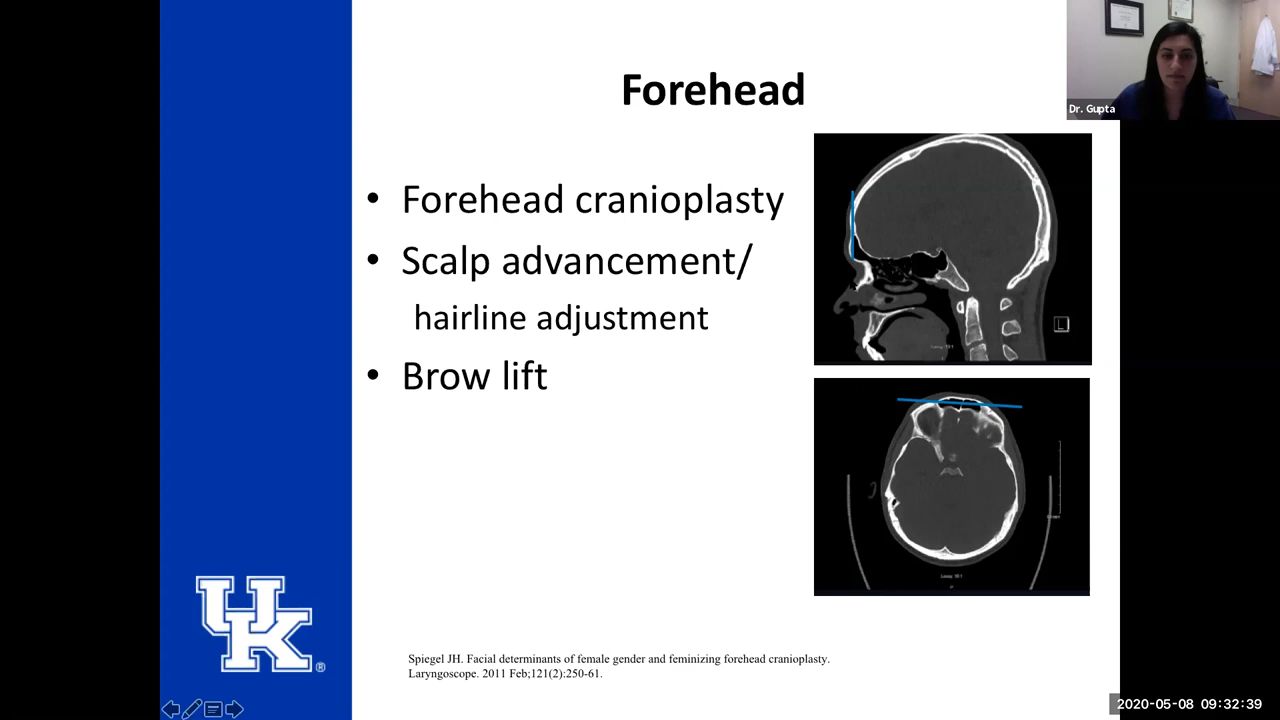 Forehead
Dr. Gupta
• Forehead cranioplasty
• Scalp advancement/
hairline adjustment
• Brow lift
L
UK
®
Spiegel JH. Facial determinants of female gender and feminizing forehead cranioplasty.
Laryngoscope. 2011 Feb;121(2):250-61.
2020-05-08 09:32:39